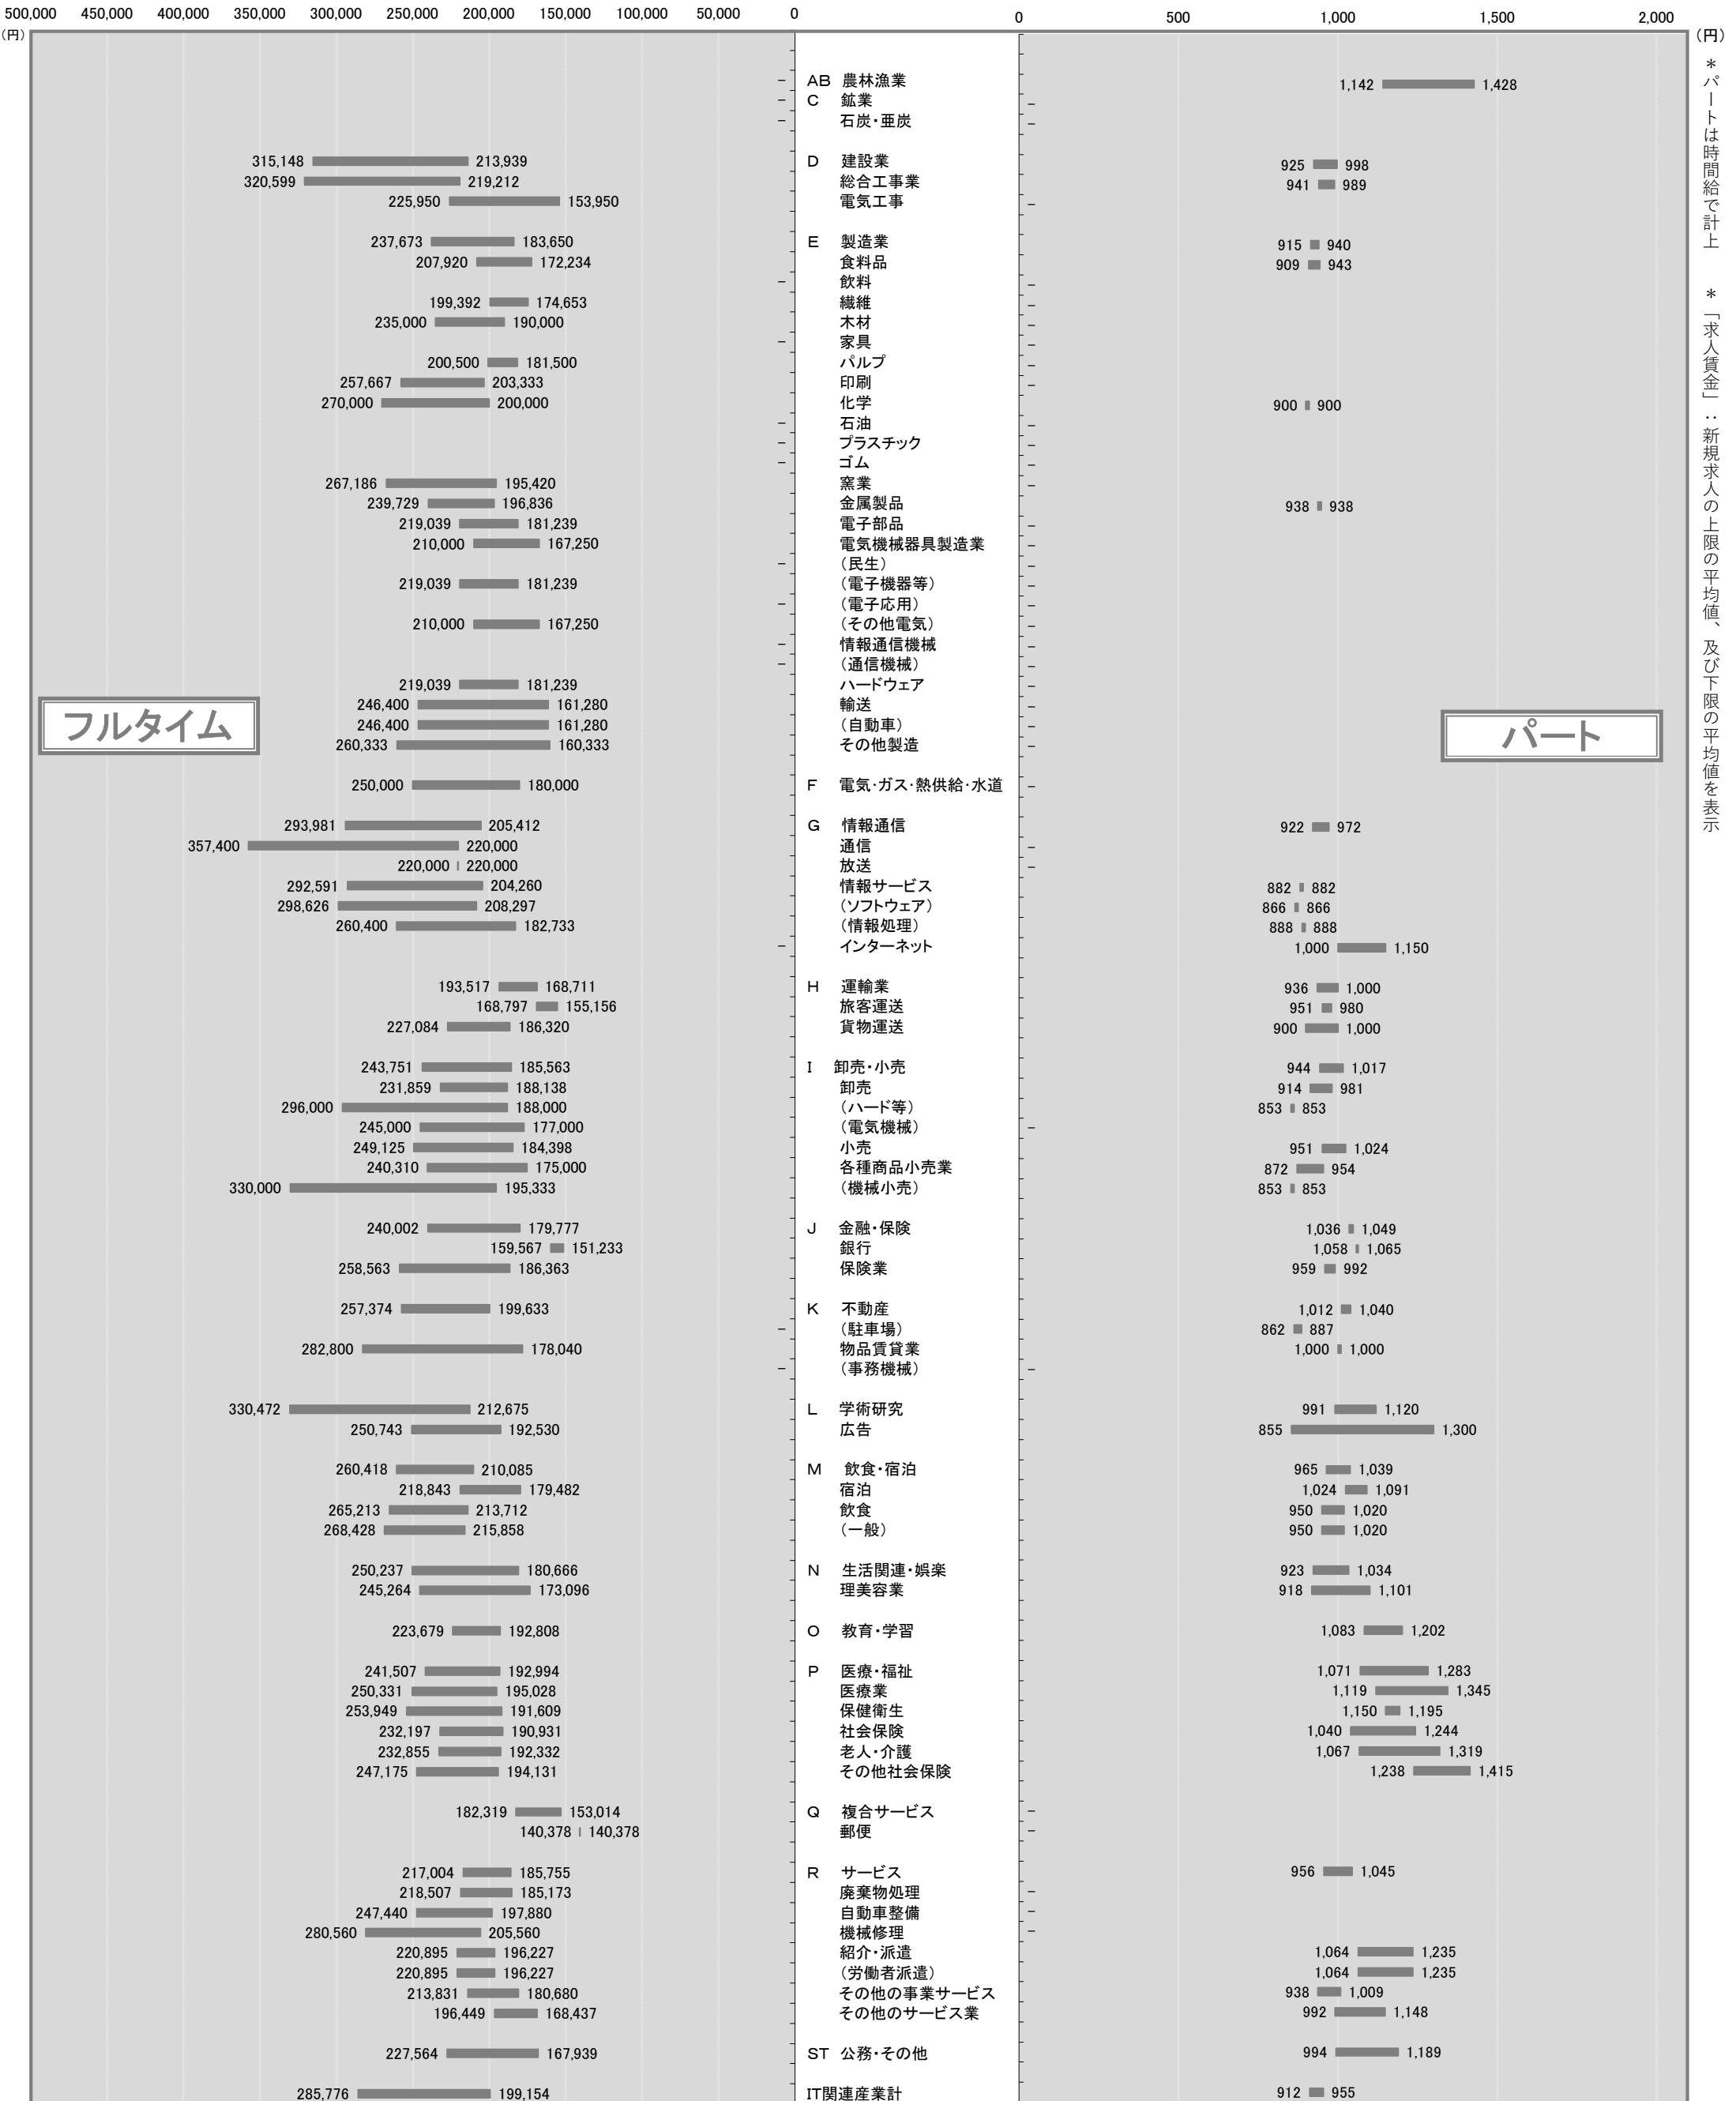 500,000 450,000 400,000 350,000 300,000 250,000 200,000 150,000 100,000 50,000 0 0 500 1,000 1,500 2,000
(円) (円)
AB 農林漁業 1,142 1,428
C 鉱業
石炭・亜炭
315,148 213,939 D 建設業 925 998
320,599 219,212 総合工事業 941 989
225,950 153,950 電気工事
237,673 183,650 E 製造業 915 940
207,920 172,234 食料品 909 943
飲料
199,392 174,653 繊維
235,000 190,000 木材
家具
200,500 181,500 パルプ
257,667 203,333 印刷
270,000 200,000 化学 900 900
石油
プラスチック
ゴム
267,186 195,420 窯業
239,729 196,836 金属製品 938 938
219,039 181,239 電子部品
210,000 167,250 電気機械器具製造業
(民生)
219,039 181,239 (電子機器等)
(電子応用)
210,000 167,250 (その他電気)
情報通信機械
(通信機械)
219,039 181,239 ハードウェア
246,400 161,280 輸送
フルタイム
246,400 161,280 (自動車)
パート
260,333 160,333 その他製造
250,000 180,000 F 電気・ガス・熱供給・水道
293,981 205,412 G 情報通信 922 972
357,400 220,000 通信
220,000 220,000 放送
292,591 204,260 情報サービス 882 882
298,626 208,297 (ソフトウェア) 866 866
260,400 182,733 (情報処理) 888 888
インターネット 1,000 1,150
193,517 168,711 H 運輸業 936 1,000
168,797 155,156 旅客運送 951 980
227,084 186,320 貨物運送 900 1,000
243,751 185,563 I 卸売・小売 944 1,017
231,859 188,138 卸売 914 981
296,000 188,000 (ハード等) 853 853
245,000 177,000 (電気機械)
249,125 184,398 小売 951 1,024
240,310 175,000 各種商品小売業 872 954
330,000 195,333 (機械小売) 853 853
240,002 179,777 J 金融・保険 1,036 1,049
159,567 151,233 銀行 1,058 1,065
258,563 186,363 保険業 959 992
257,374 199,633 K 不動産 1,012 1,040
(駐車場) 862 887
282,800 178,040 物品賃貸業 1,000 1,000
(事務機械)
330,472 212,675 L 学術研究 991 1,120
250,743 192,530 広告 855 1,300
260,418 210,085 M 飲食・宿泊 965 1,039
218,843 179,482 宿泊 1,024 1,091
265,213 213,712 飲食 950 1,020
268,428 215,858 (一般) 950 1,020
250,237 180,666 N 生活関連・娯楽 923 1,034
245,264 173,096 理美容業 918 1,101
223,679 192,808 O 教育・学習 1,083 1,202
241,507 192,994 P 医療・福祉 1,071 1,283
250,331 195,028 医療業 1,119 1,345
253,949 191,609 保健衛生 1,150 1,195
232,197 190,931 社会保険 1,040 1,244
232,855 192,332 老人・介護 1,067 1,319
247,175 194,131 その他社会保険 1,238 1,415
182,319 153,014 Q 複合サービス
140,378 140,378 郵便
217,004 185,755 R サービス 956 1,045
218,507 185,173 廃棄物処理
247,440 197,880 自動車整備
280,560 205,560 機械修理
220,895 196,227 紹介・派遣 1,064 1,235
220,895 196,227 (労働者派遣) 1,064 1,235
213,831 180,680 その他の事業サービス 938 1,009
196,449 168,437 その他のサービス業 992 1,148
227,564 167,939 ST 公務・その他 994 1,189
285,776 199,154 IT関連産業計 912 955
＊パートは時間給で計上 ＊「求人賃金」：新規求人の上限の平均値、及び下限の平均値を表示